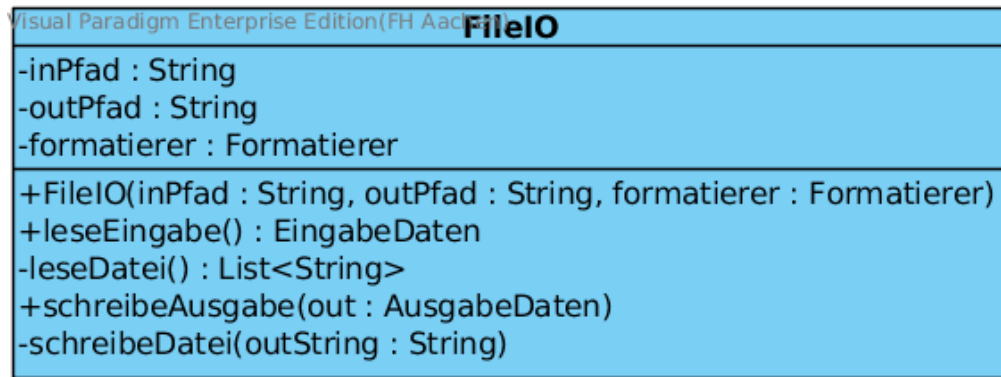 Visual Paradigm Enterprise Edition(FH Aachen)
FileIO
-inPfad : String
-outPfad : String
-formatierer : Formatierer
+FileIO(inPfad : String, outPfad : String, formatierer : Formatierer)
+leseEingabe() : EingabeDaten
-leseDatei() : List<String>
+schreibeAusgabe(out : AusgabeDaten)
-schreibeDatei(outString : String)